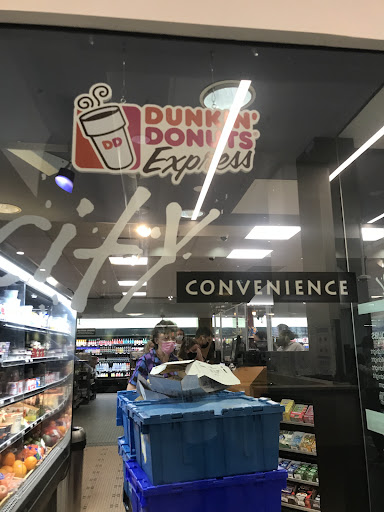 DUNKIN'
DONUTS
DD
Express
city
CONVENIENCE